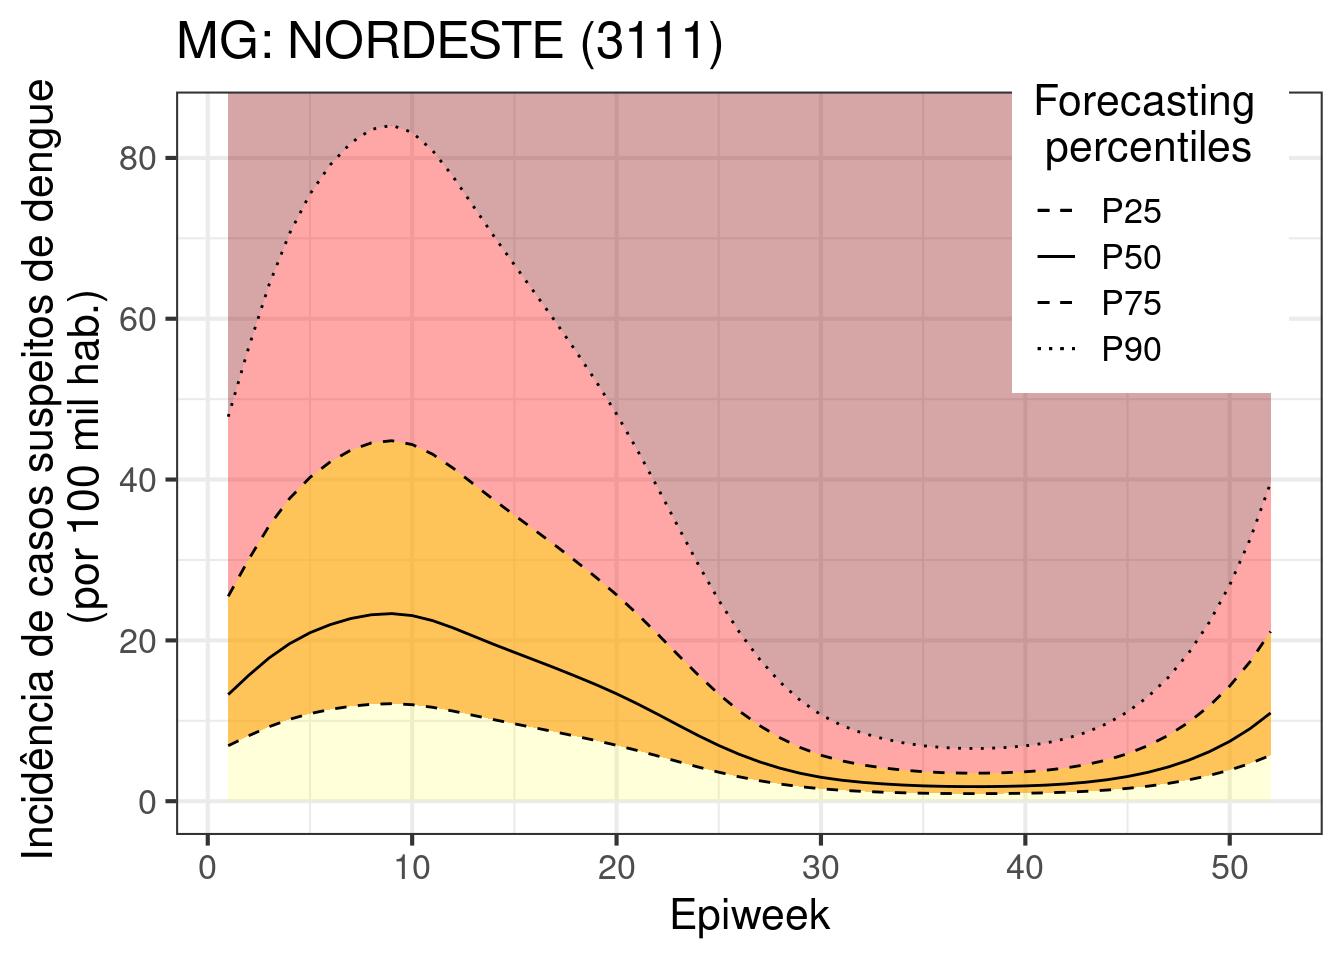 MG: NORDESTE (3111)
Incidência de casos suspeitos de dengue
(por 100 mil hab.)
80
60
40
20
0
Forecasting
percentiles
P25
P50
P75
P90
0 10 20 30 40 50
Epiweek